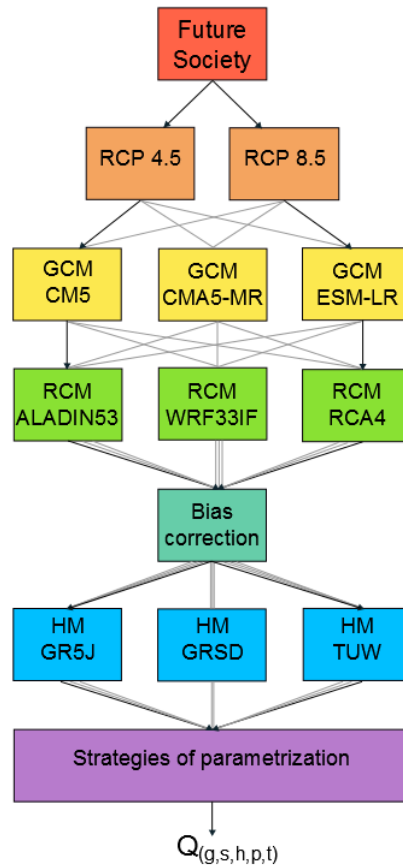 Future
Society
RCP 4.5
RCP 8.5
GCM
CM5
GCM
CMA5-MR
GCM
ESM-LR
RCM
ALADIN53
RCM
WRF33IF
RCM
RCA4
Bias
correction
HM
GR5J
HM
GRSD
HM
TUW
Strategies of parametrization
Q(g,s,h,p,t)